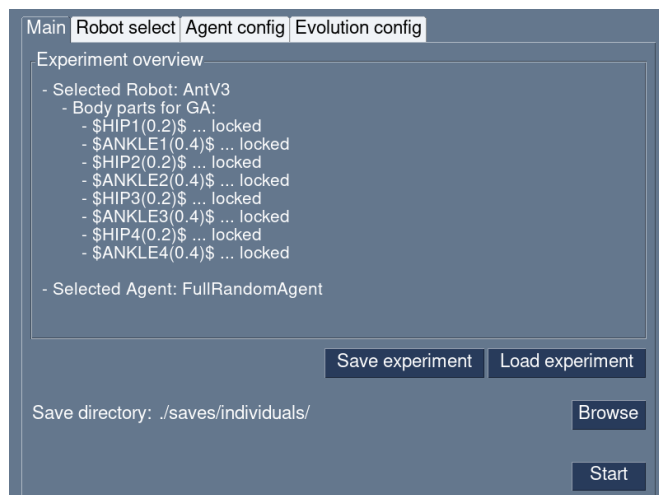 Main Robot select Agent config Evolution config
Experiment overview
- Selected Robot: AntV3
- Body parts for GA:
- $HIP1(0.2)$ ... locked
- $ANKLE1(0.4)$ ... locked
- $HIP2(0.2)$ ... locked
- $ANKLE2(0.4)$ ... locked
- $HIP3(0.2)$ ... locked
- $ANKLE3(0.4)$ ... locked
- $HIP4(0.2)$ ... locked
- $ANKLE4(0.4)$ ... locked
- Selected Agent: FullRandomAgent
Save experiment Load experiment
Save directory: ./saves/individuals/ Browse
Start